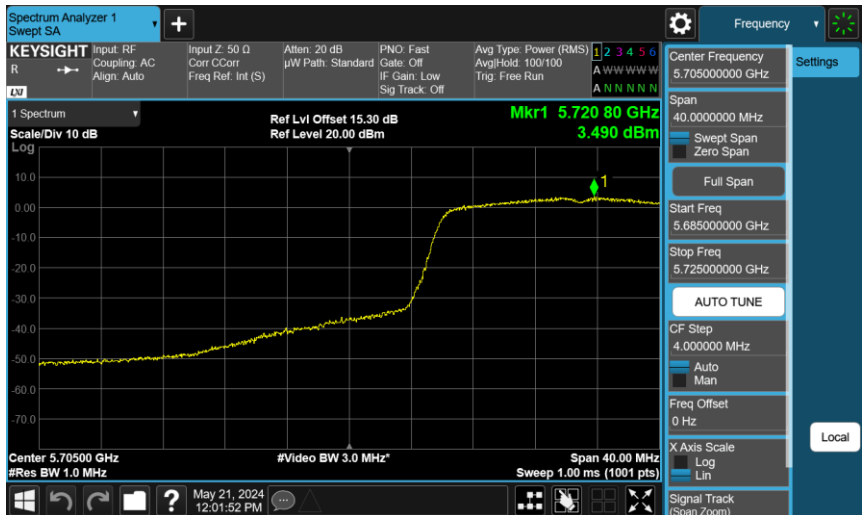 Spectrum Analyzer 1
Swept SA
+
Frequency
KEYSIGHT
R
LXI
Input: RF
Coupling: AC
Align: Auto
Input Z: 50 Ω
Corr CCorr
Freq Ref: Int (S)
Atten: 20 dB
µW Path: Standard
PNO: Fast
Gate: Off
IF Gain: Low
Sig Track: Off
Avg Type: Power (RMS)
Avg|Hold: 100/100
Trig: Free Run
1 2 3 4 5 6
A W W W W W
A N N N N N
1 Spectrum
Scale/Div 10 dB
Log
Ref Lvl Offset 15.30 dB
Ref Level 20.00 dBm
Mkr1 5.720 80 GHz
3.490 dBm
1
10.0
0.00
-10.0
-20.0
-30.0
-40.0
-50.0
-60.0
-70.0
Center 5.70500 GHz
#Res BW 1.0 MHz
#Video BW 3.0 MHz*
Span 40.00 MHz
Sweep 1.00 ms (1001 pts)
Center Frequency
5.705000000 GHz
Span
40.0000000 MHz
Swept Span
Zero Span
Full Span
Start Freq
5.685000000 GHz
Stop Freq
5.725000000 GHz
AUTO TUNE
CF Step
4.000000 MHz
Auto
Man
Freq Offset
0 Hz
X Axis Scale
Log
Lin
Signal Track
(Span Zoom)
Settings
Local
?
May 21, 2024
12:01:52 PM